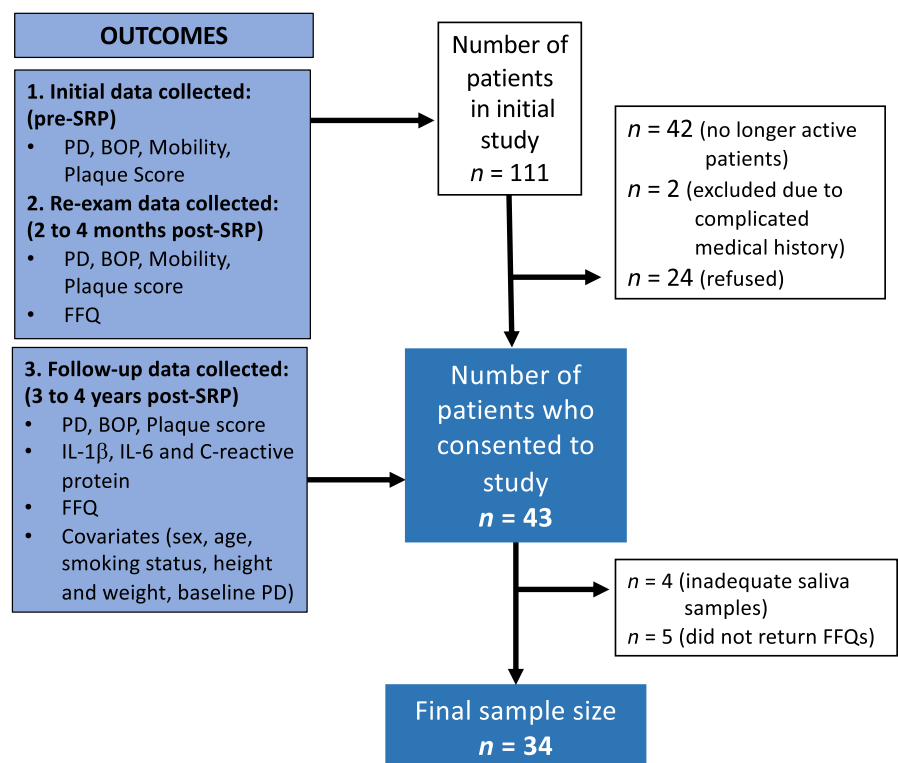 OUTCOMES
1. Initial data collected:
(pre-SRP)
• PD, BOP, Mobility,
Plaque Score
2. Re-exam data collected:
(2 to 4 months post-SRP)
• PD, BOP, Mobility,
Plaque score
• FFQ
3. Follow-up data collected:
(3 to 4 years post-SRP)
• PD, BOP, Plaque score
• IL-1β, IL-6 and C-reactive
protein
• FFQ
• Covariates (sex, age,
smoking status, height
and weight, baseline PD)
Number of
patients
in initial
study
n = 111
n = 42 (no longer active
patients)
n = 2 (excluded due to
complicated
medical history)
n = 24 (refused)
Number of
patients who
consented to
study
n = 43
n = 4 (inadequate saliva
samples)
n = 5 (did not return FFQs)
Final sample size
n = 34